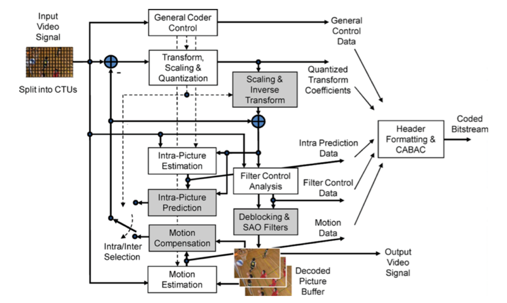 Input
Video
Signal
Split into CTUs
General Coder
Control
Transform,
Scaling &
Quantization
Scaling &
Inverse
Transform
Intra-Picture
Estimation
Intra-Picture
Prediction
Filter Control
Analysis
Deblocking &
SAO Filters
Motion
Compensation
Intra/Inter
Selection
Motion
Estimation
Decoded
Picture
Buffer
General
Control
Data
Quantized
Transform
Coefficients
Intra Prediction
Data
Filter Control
Data
Motion
Data
Header
Formatting &
CABAC
Coded
Bitstream
Output
Video
Signal